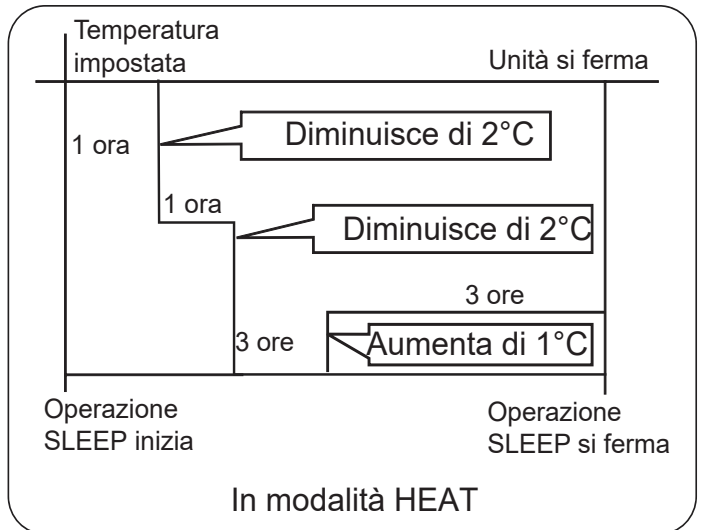 Temperatura
impostata
Unità si ferma
1 ora
Diminuisce di 2°C
1 ora
Diminuisce di 2°C
3 ore
3 ore
Aumenta di 1°C
Operazione
SLEEP inizia
Operazione
SLEEP si ferma
In modalità HEAT